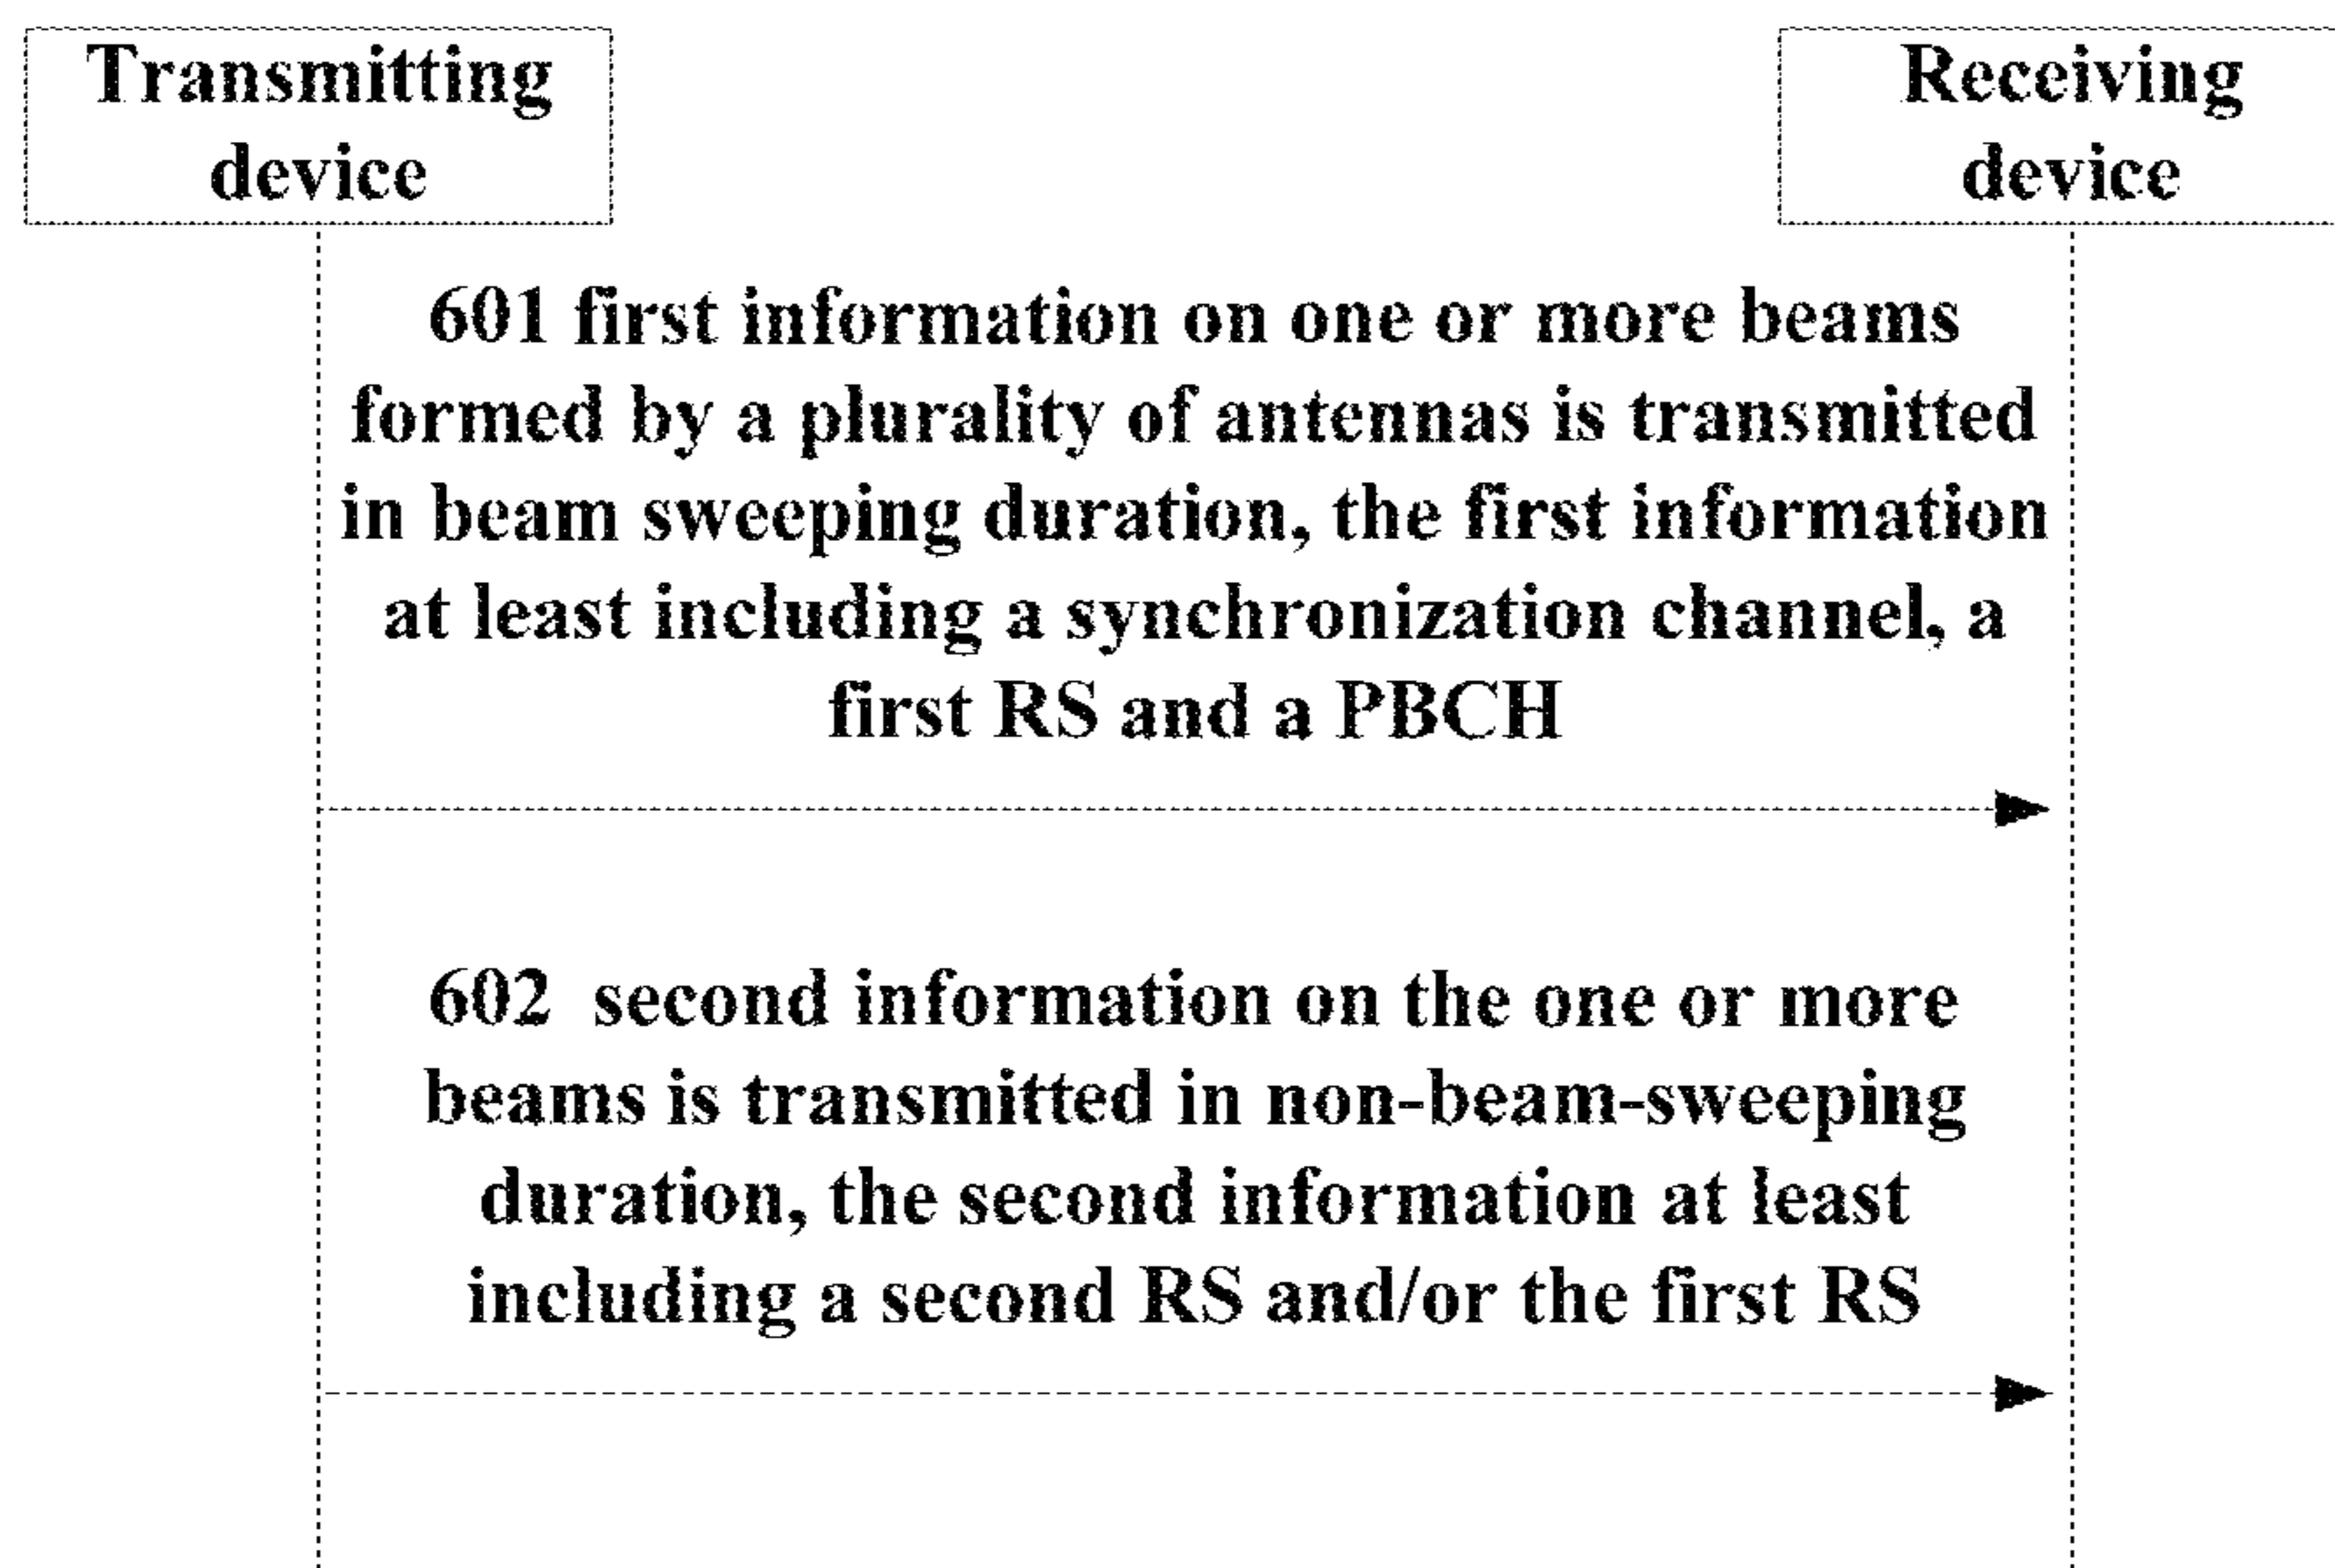 Transmitting
device
Receiving
device
601 first information on one or more beams
formed by a plurality of antennas is transmitted
in beam sweeping duration, the first information
at least including a synchronization channel, a
first RS and a PBCH
602 second information on the one or more
beams is transmitted in non-beam-sweeping
duration, the second information at least
including a second RS and/or the first RS